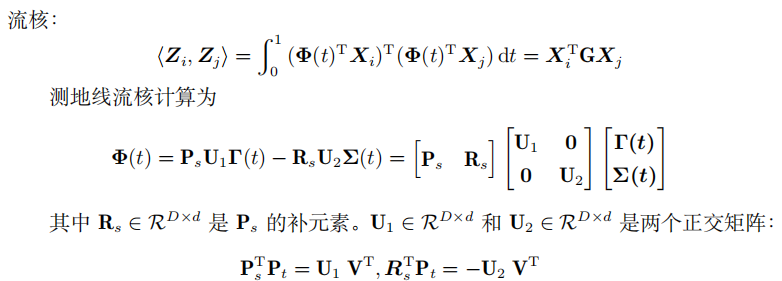 流核：
⟨Z_i, Z_j⟩ = ∫_0^1 (Φ(t)^T X_i)^T (Φ(t)^T X_j) dt = X_i^T G X_j
测地线流核计算为
Φ(t) = P_s U_1 Γ(t) − R_s U_2 Σ(t) = [P_s R_s] [U_1 0; 0 U_2] [Γ(t); Σ(t)]
其中 R_s ∈ ℛ^{D×d} 是 P_s 的补元素。U_1 ∈ ℛ^{D×d} 和 U_2 ∈ ℛ^{D×d} 是两个正交矩阵：
P_s^T P_t = U_1 V^T, R_s^T P_t = −U_2 V^T